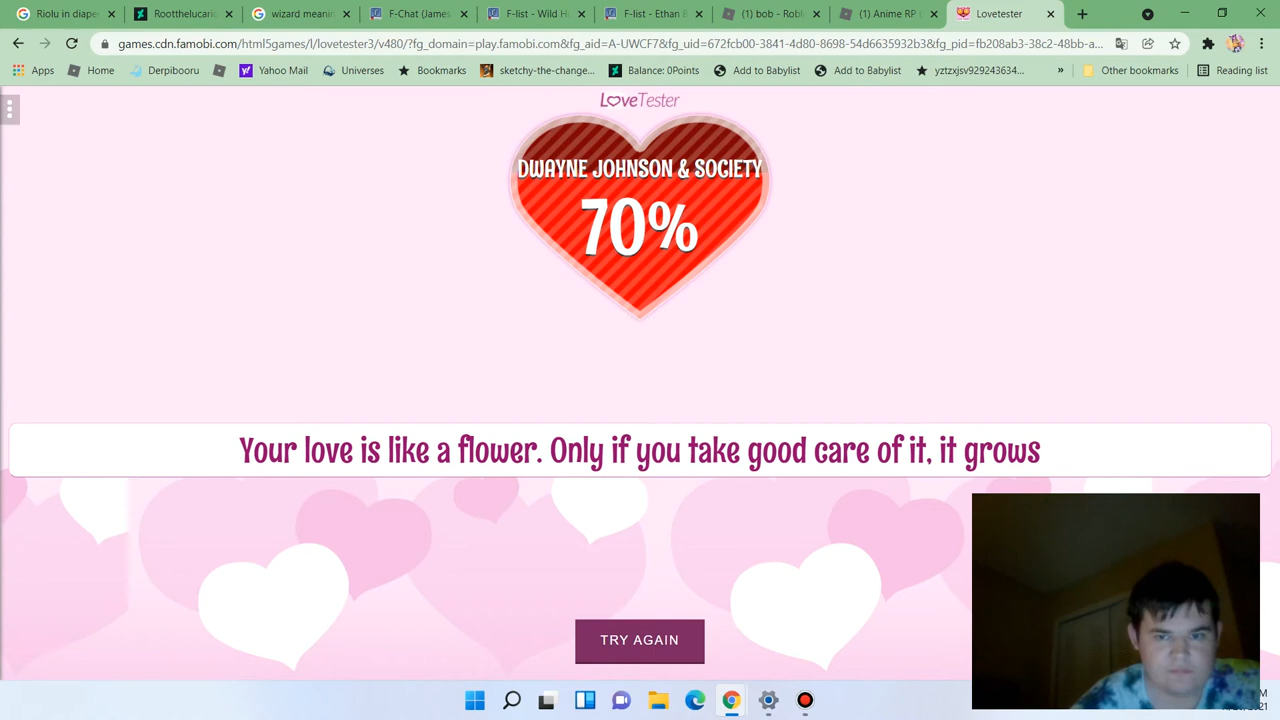 Riolu in diape
Rootthelucario
wizard meanin
F-Chat (James
F-list - Wild H
F-list - Endin
(1) bob - Robl
(1) Anime RP (
Lovetester
games.cdn.famobi.com/html5games/l/lovetester3/v480/?fg_domain=play.famobi.com&fg_aid=A-UWCF7&fg_uid=672fcb00-3841-4d80-8698-54d6635932b3&fg_pid=fb208ab3-38c2-48bb-a...
Apps Home Derpibooru Yahoo Mail Universe Bookmarks sketchy-the-change... Balance: 0Points Add to Babylist Add to Babylist yztzxjsv929243634... » Other bookmarks Reading list
LoveTester
DWAYNE JOHNSON & SOCIETY
70%
Your love is like a flower. Only if you take good care of it, it grows
TRY AGAIN